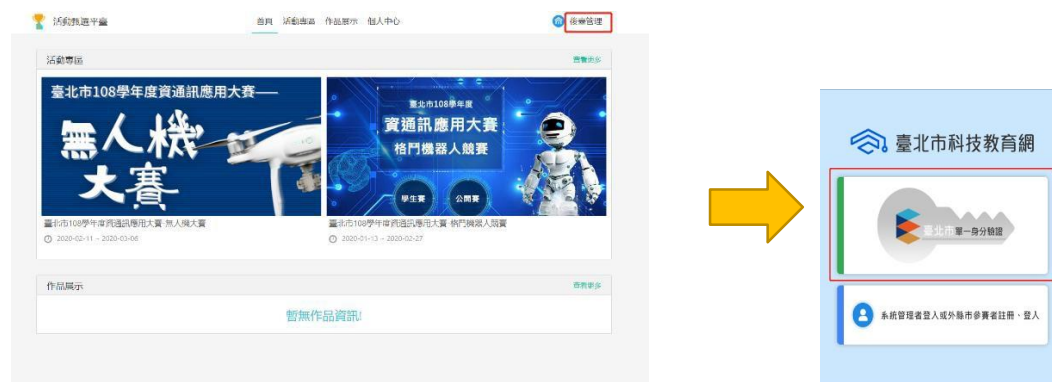 活動甄選平臺
首頁 活動專區 作品展示 個人中心
後臺管理
活動專區
查看更多
臺北市108學年度資通訊應用大賽——
無人機
大賽
臺北市108學年度
資通訊應用大賽
格鬥機器人競賽
學生賽 公開賽
臺北市108學年度資通訊應用大賽-無人機大賽
2020-02-11 ~ 2020-03-06
臺北市108學年度資通訊應用大賽-格鬥機器人競賽
2020-01-13 ~ 2020-02-27
作品展示
查看更多
暫無作品資訊!
臺北市科技教育網
臺北市單一身分驗證
系統管理者登入或外縣市參賽者註冊、登入